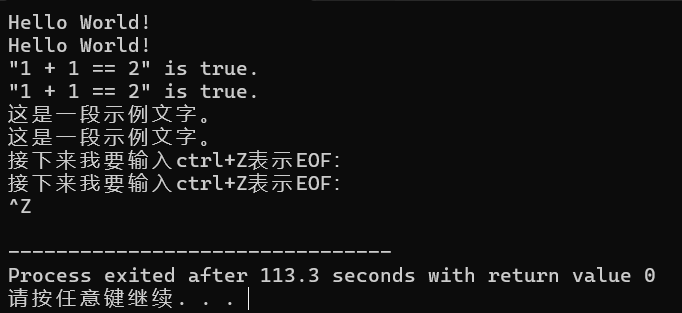 Hello World!
Hello World!
"1 + 1 == 2" is true.
"1 + 1 == 2" is true.
这是一段示例文字。
这是一段示例文字。
接下来我要输入ctrl+Z表示EOF：
接下来我要输入ctrl+Z表示EOF：
^Z
--------------------------------
Process exited after 113.3 seconds with return value 0
请按任意键继续. . .